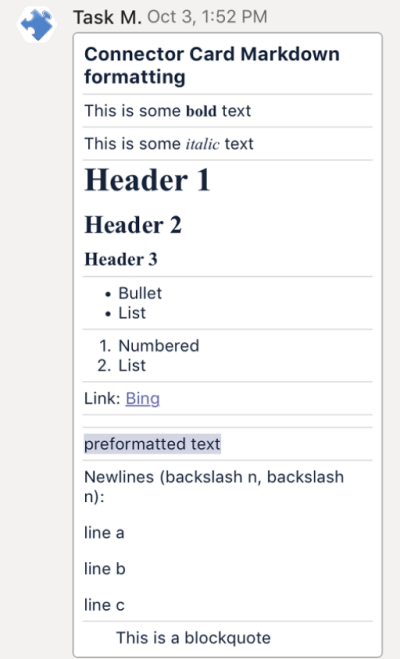 Task M. Oct 3, 1:52 PM
Connector Card Markdown
formatting
This is some bold text
This is some italic text
Header 1
Header 2
Header 3
• Bullet
• List
1. Numbered
2. List
Link: Bing
preformatted text
Newlines (backslash n, backslash
n):
line a
line b
line c
This is a blockquote